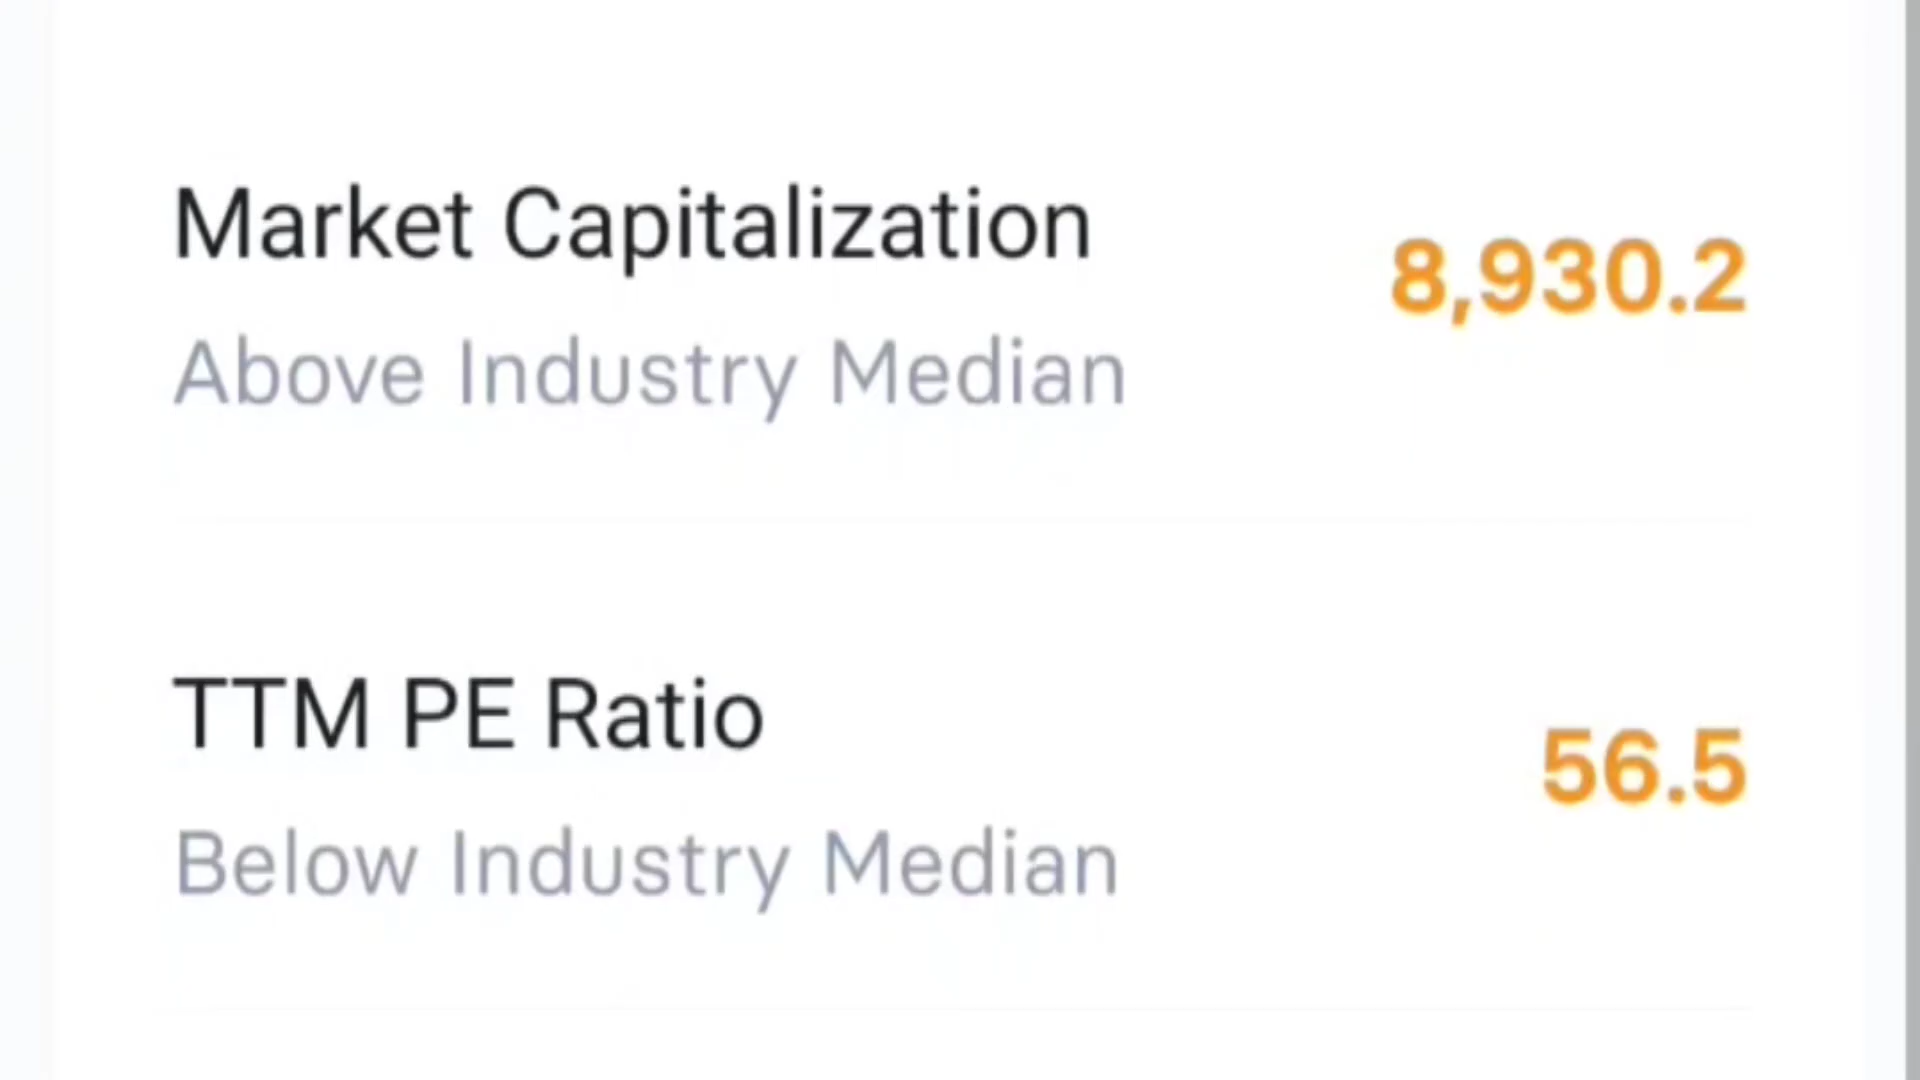 Market Capitalization
8,930.2
Above Industry Median
TTM PE Ratio
56.5
Below Industry Median